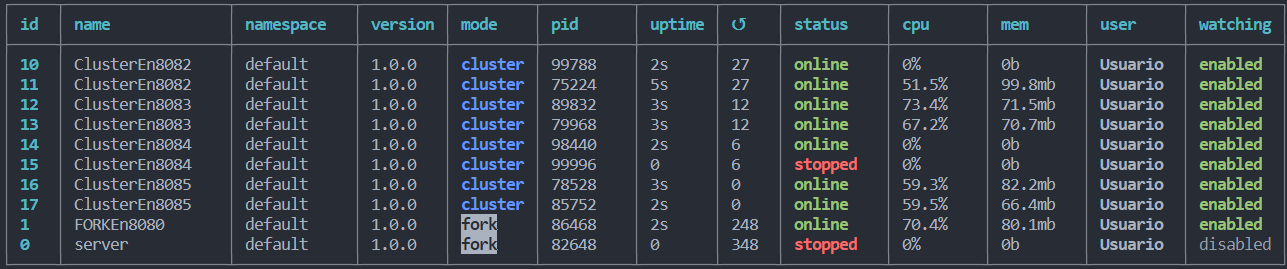 id name namespace version mode pid uptime ↺ status cpu mem user watching
10 ClusterEn8082 default 1.0.0 cluster 99788 2s 27 online 0% 0b Usuario enabled
11 ClusterEn8082 default 1.0.0 cluster 75224 5s 27 online 51.5% 99.8mb Usuario enabled
12 ClusterEn8083 default 1.0.0 cluster 89832 3s 12 online 73.4% 71.5mb Usuario enabled
13 ClusterEn8083 default 1.0.0 cluster 79968 3s 12 online 67.2% 70.7mb Usuario enabled
14 ClusterEn8084 default 1.0.0 cluster 98440 2s 6 online 0% 0b Usuario enabled
15 ClusterEn8084 default 1.0.0 cluster 99996 0 6 stopped 0% 0b Usuario enabled
16 ClusterEn8085 default 1.0.0 cluster 78528 3s 0 online 59.3% 82.2mb Usuario enabled
17 ClusterEn8085 default 1.0.0 cluster 85752 2s 0 online 59.5% 66.4mb Usuario enabled
1 FORKEn8080 default 1.0.0 fork 86468 2s 248 online 70.4% 80.1mb Usuario enabled
0 server default 1.0.0 fork 82648 0 348 stopped 0% 0b Usuario disabled